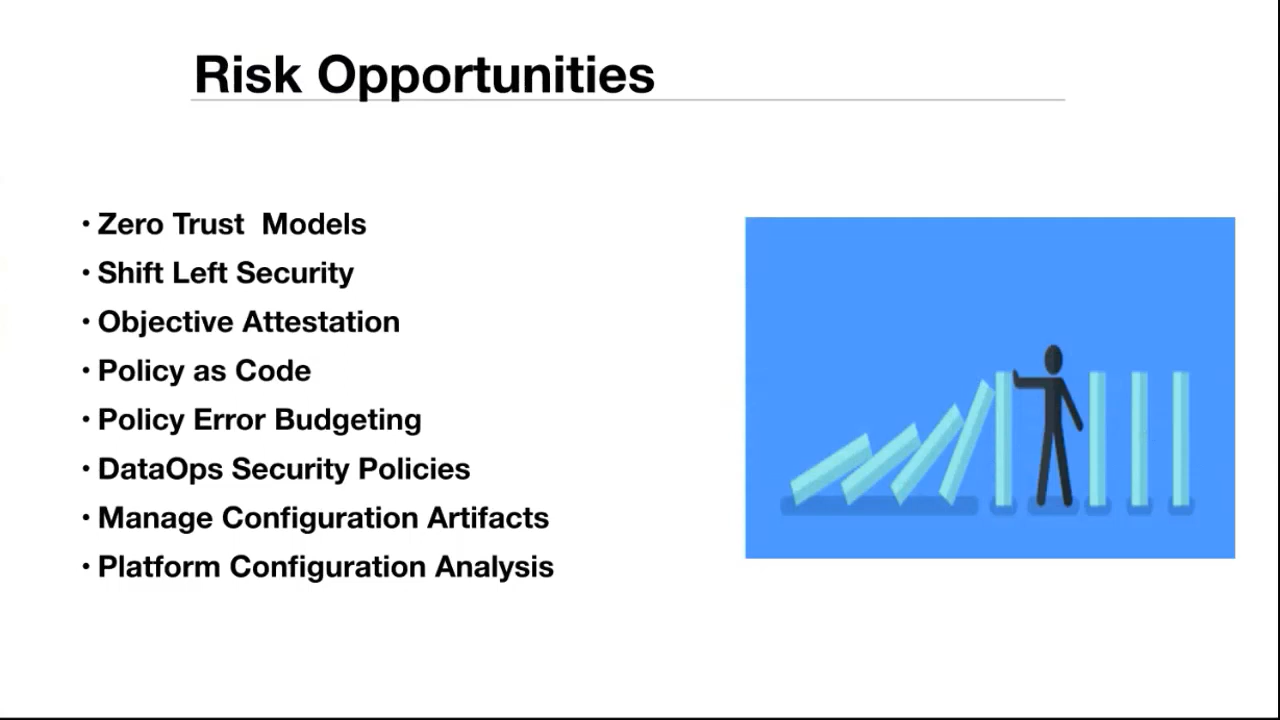 Risk Opportunities
• Zero Trust  Models
• Shift Left Security
• Objective Attestation
• Policy as Code
• Policy Error Budgeting
• DataOps Security Policies
• Manage Configuration Artifacts
• Platform Configuration Analysis